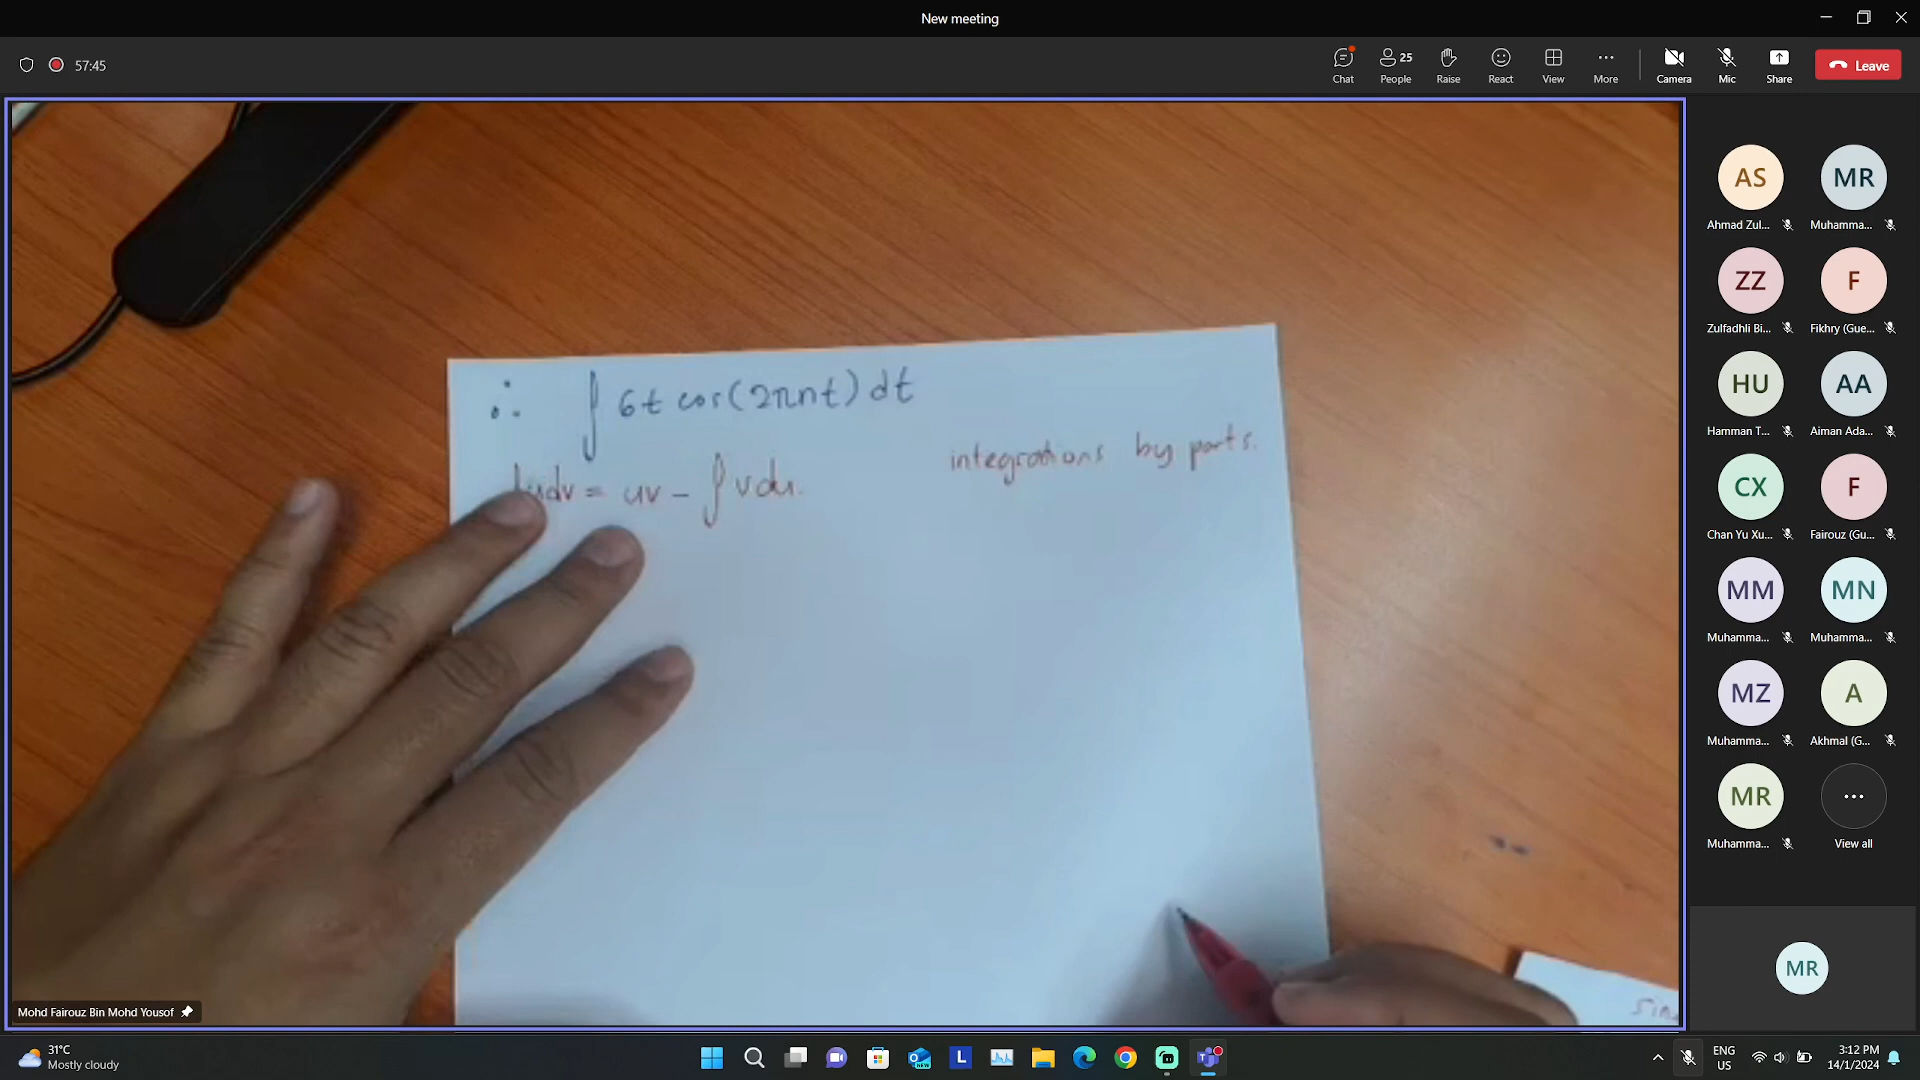 New meeting
57:45
Chat
25
People
Raise
React
View
More
Camera
Mic
Share
Leave
∴ ∫ 6t cos(2πnt) dt
integrations by parts.
∫udv = uv - ∫vdu.
sin
AS
MR
Ahmad Zul...
Muhamma...
ZZ
F
Zulfadhli Bi...
Fikhry (Gue...
HU
AA
Hamman T...
Aiman Ada...
CX
F
Chan Yu Xu...
Fairouz (Gu...
MM
MN
Muhamma...
Muhamma...
MZ
A
Muhamma...
Akhmal (G...
MR
...
Muhamma...
View all
MR
Mohd Fairouz Bin Mohd Yousof
31°C
Mostly cloudy
NEW
L
ENG
US
3:12 PM
14/1/2024